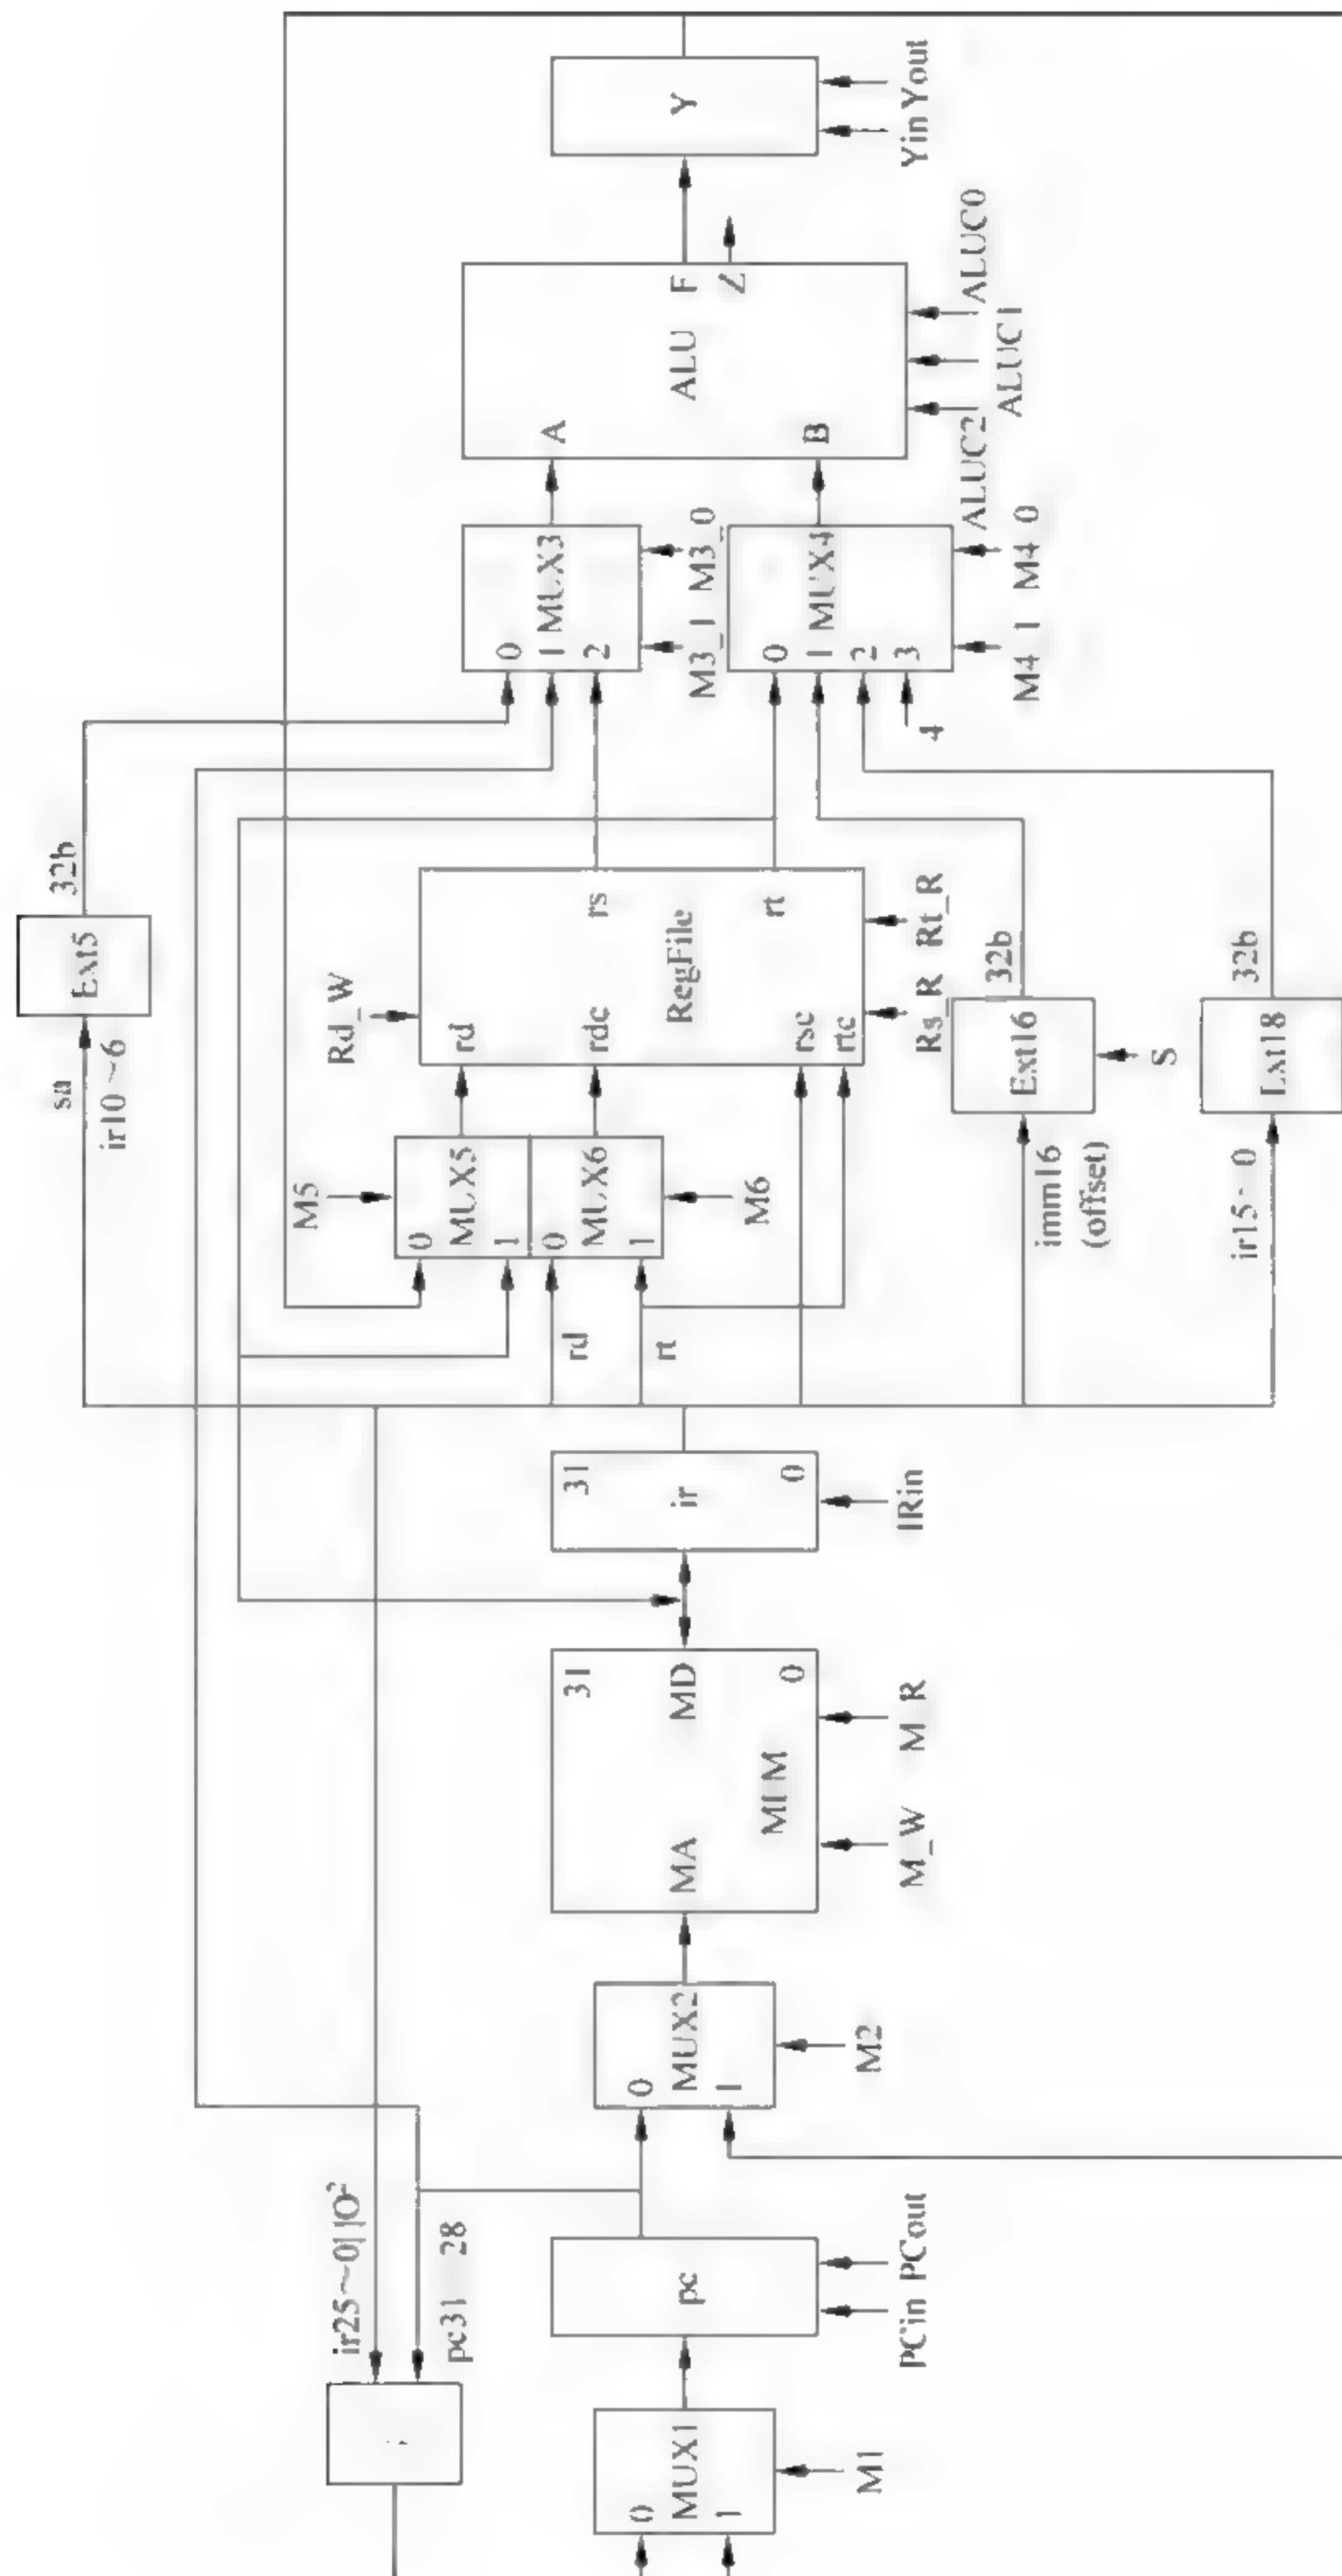 sa
ir10~6
Ext5
32b
ir25~0||O²
pc31 28
0
MUX1
1
M1
pc
PCin PCout
0
MUX2
1
M2
31
MA
MD
MEM
0
M_W
M_R
31
ir
0
IRin
rd
rt
M5
0
MUX5
1
0
MUX6
1
M6
Rd_W
rd
rdc
rsc
rtc
RegFile
rs
rt
Rs_R
Rt_R
imm16
(offset)
Ext16
32b
S
ir15~0
Ext18
32b
0
1
2
MUX3
M3_1 M3_0
0
1
2
3
MUX4
4
M4_1 M4_0
A
B
ALU
F
Z
ALUC2
ALUC1
ALUC0
Y
Yin Yout